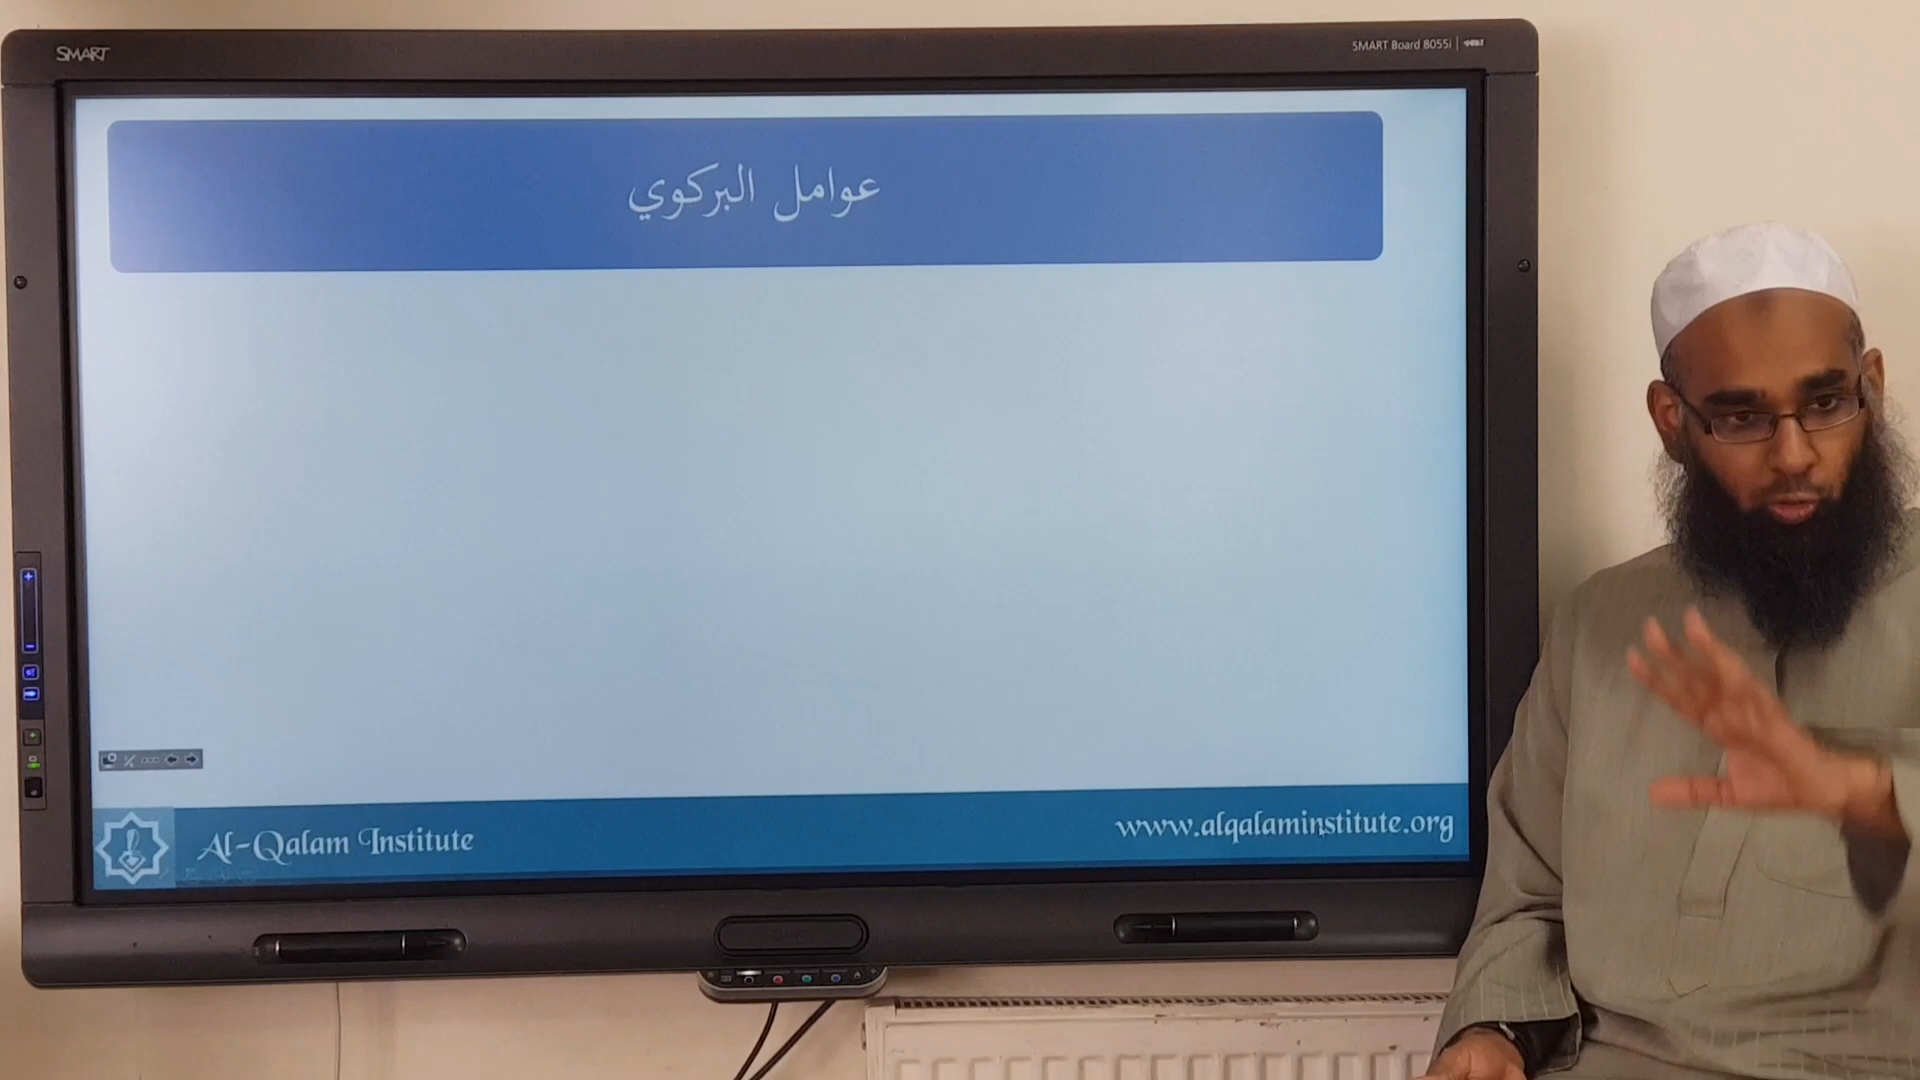 SMART
SMART Board 8055i
عوامل البركوي
Al-Qalam Institute
www.alqalaminstitute.org